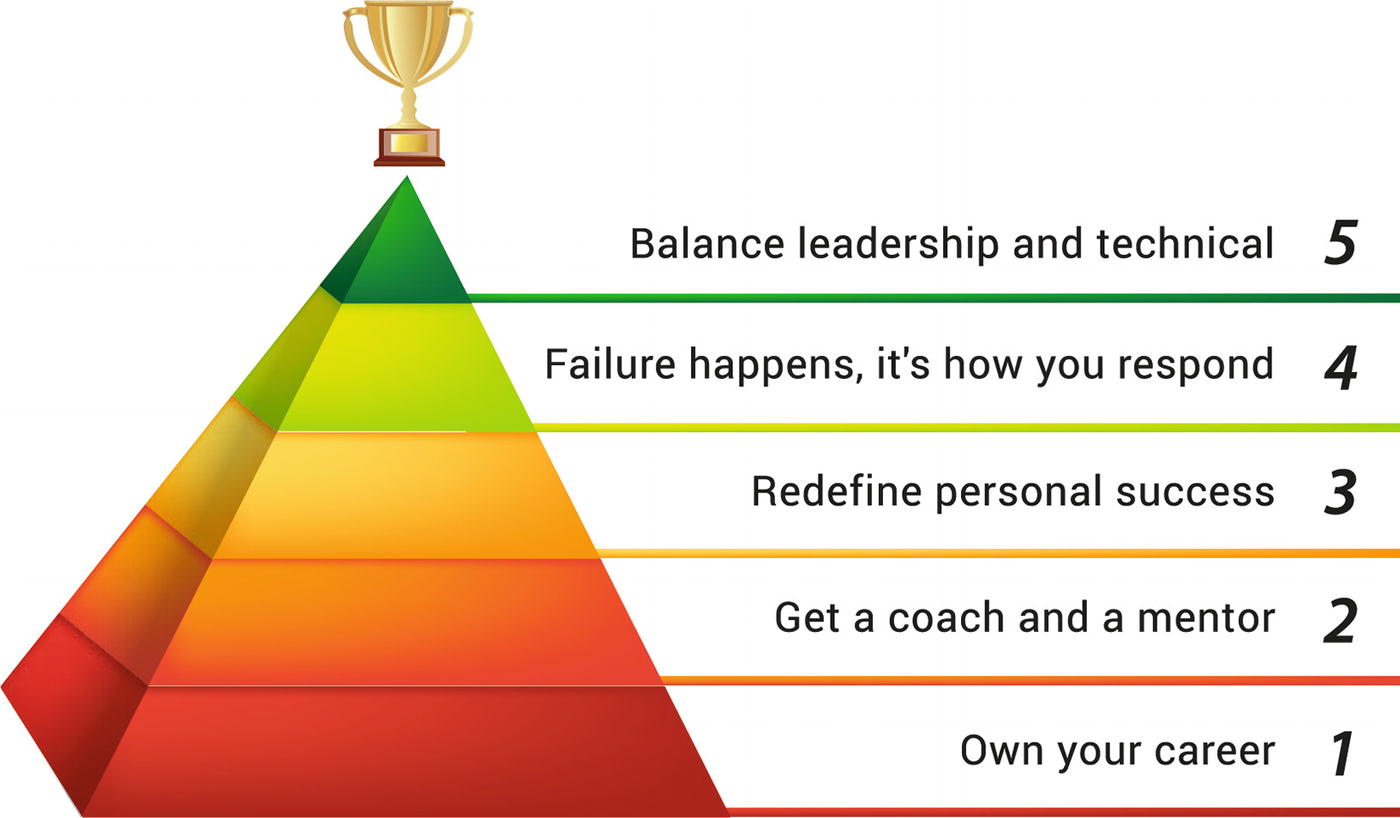 Balance leadership and technical 5
Failure happens, it's how you respond 4
Redefine personal success 3
Get a coach and a mentor 2
Own your career 1